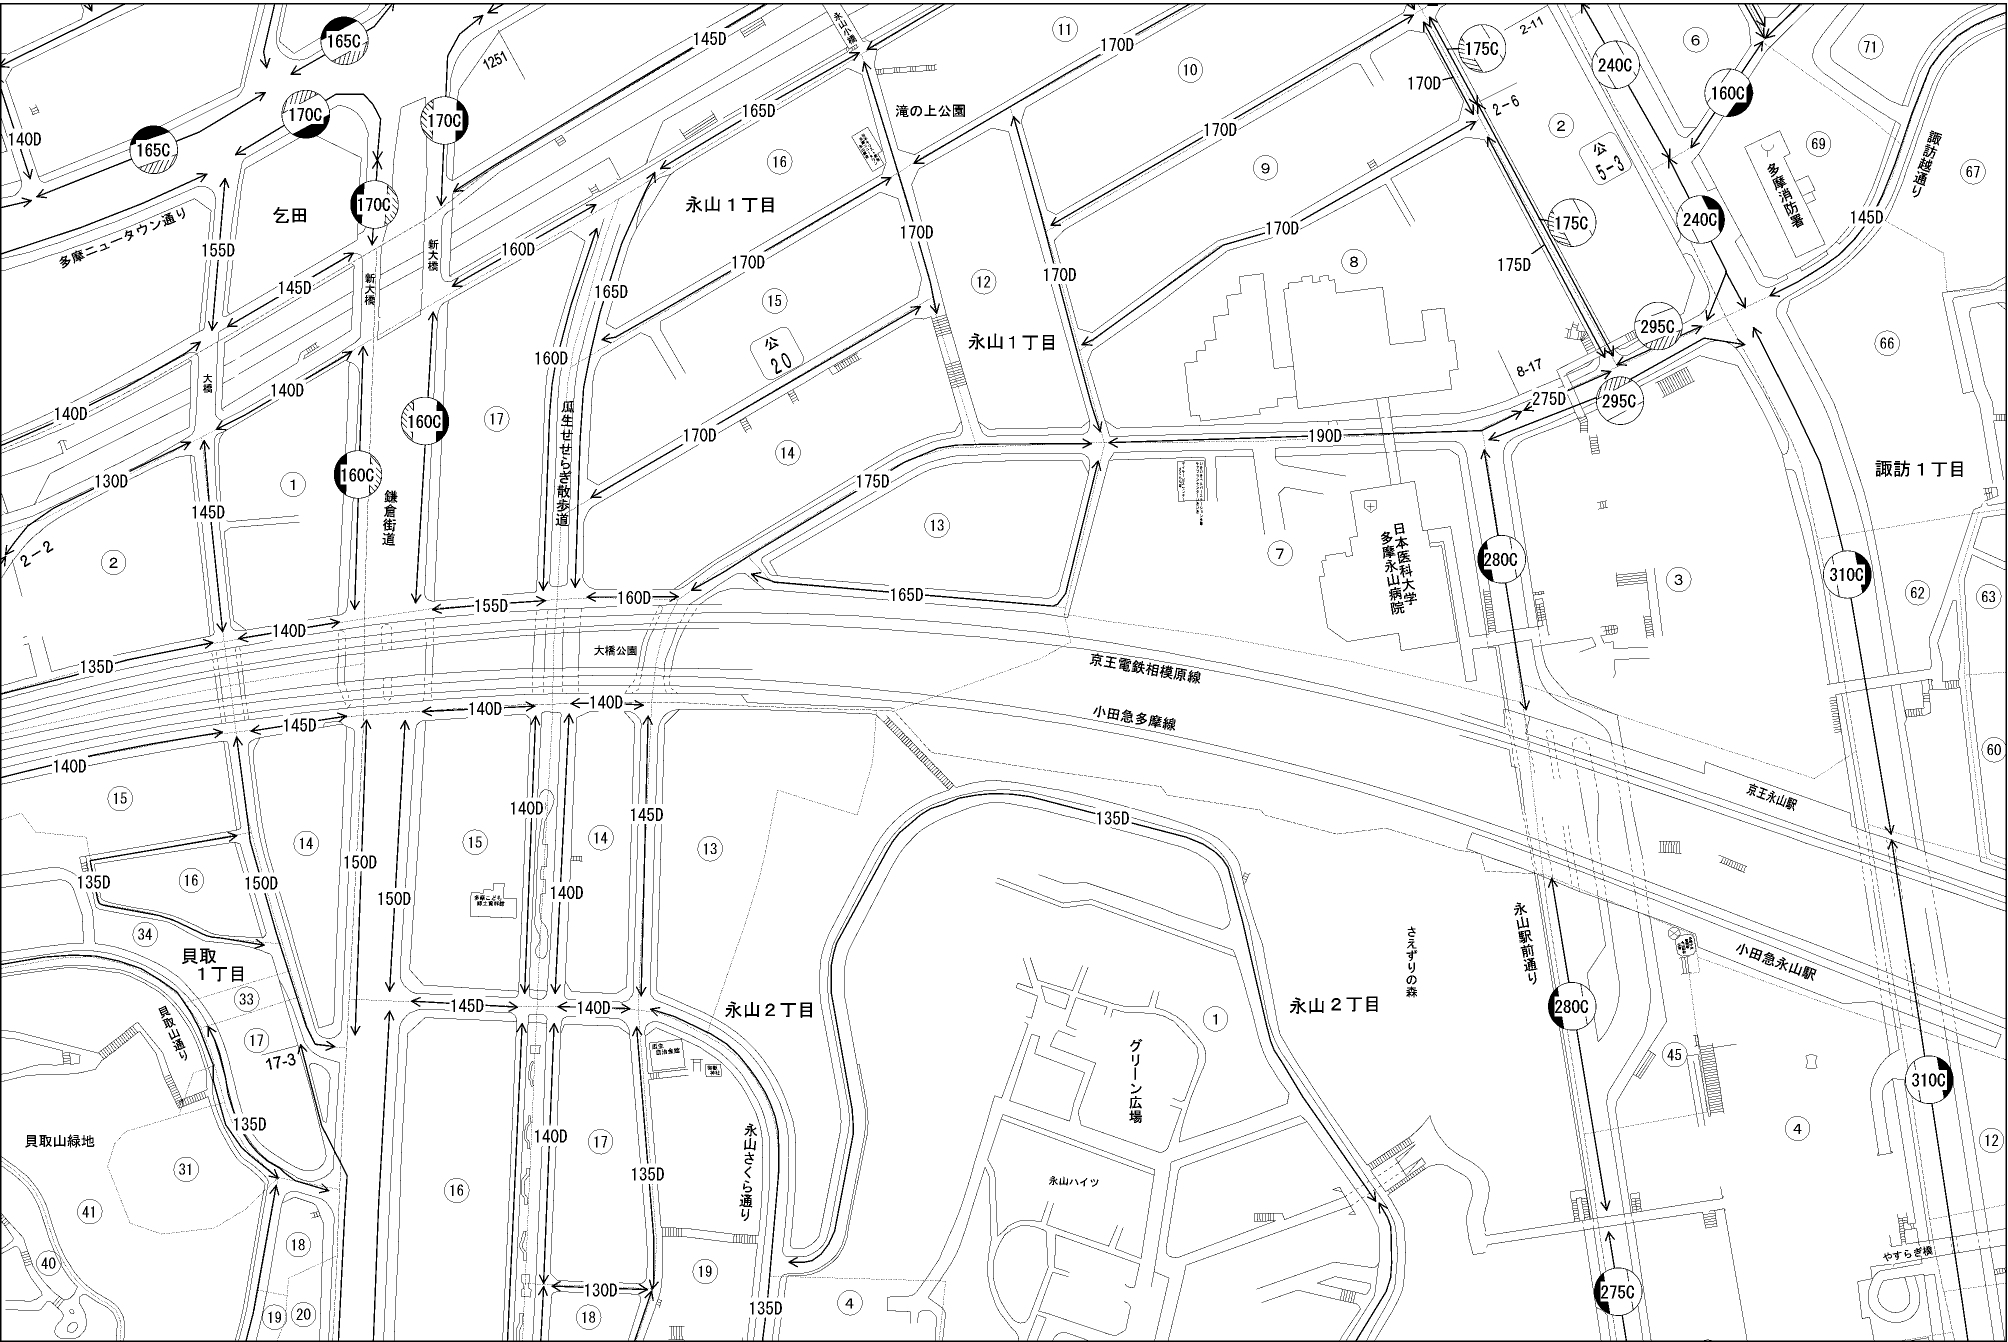 165C
永山小橋
145D
11
170D
175C
2-11
240C
6
71
1251
10
170D
160C
170C
170C
165D
滝の上公園
2-6
2
公
5-3
140D
165C
16
170D
9
69
多摩消防署
諏訪越通り
67
170C
永山1丁目
乞田
175C
240C
145D
多摩ニュータウン通り
155D
新大橋
160D
170D
170D
170D
8
175D
145D
新大橋
165D
170D
12
170D
15
公
20
295C
永山1丁目
66
160D
8-17
大橋
140D
140D
160C
17
瓜生せせらぎ散歩道
170D
275D
295C
190D
130D
1
160C
14
175D
諏訪1丁目
鎌倉街道
145D
13
2-2
2
7
日本医科大学
多摩永山病院
280C
3
310C
62
63
155D
160D
165D
140D
135D
大橋公園
京王電鉄相模原線
小田急多摩線
145D
140D
140D
140D
60
15
京王永山駅
140D
145D
135D
14
15
14
13
150D
16
135D
150D
150D
140D
多摩こども
郷土資料館
34
貝取
1丁目
さえずりの森
永山駅前通り
小田急永山駅
33
145D
140D
永山2丁目
永山2丁目
280C
1
貝取山通り
17
17-3
グリーン広場
45
310C
135D
140D
17
永山さくら通り
4
貝取山緑地
31
135D
12
永山ハイツ
16
41
18
40
やすらぎ橋
19
130D
275C
19
20
18
135D
4